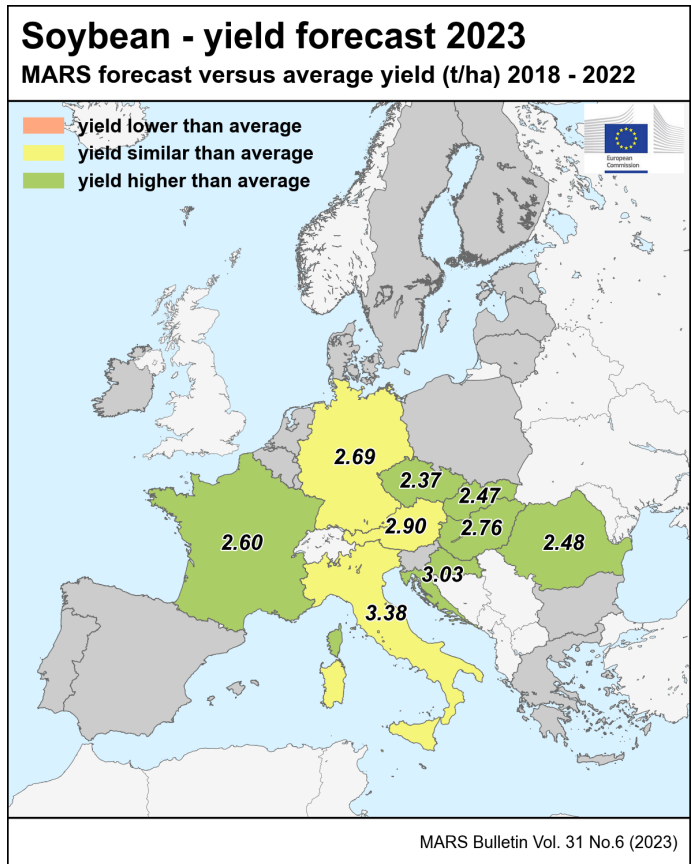 Soybean - yield forecast 2023
MARS forecast versus average yield (t/ha) 2018 - 2022
yield lower than average
yield similar than average
yield higher than average
European
Commission
2.69
2.37
2.47
2.90
2.76
2.60
2.48
3.03
3.38
MARS Bulletin Vol. 31 No.6 (2023)